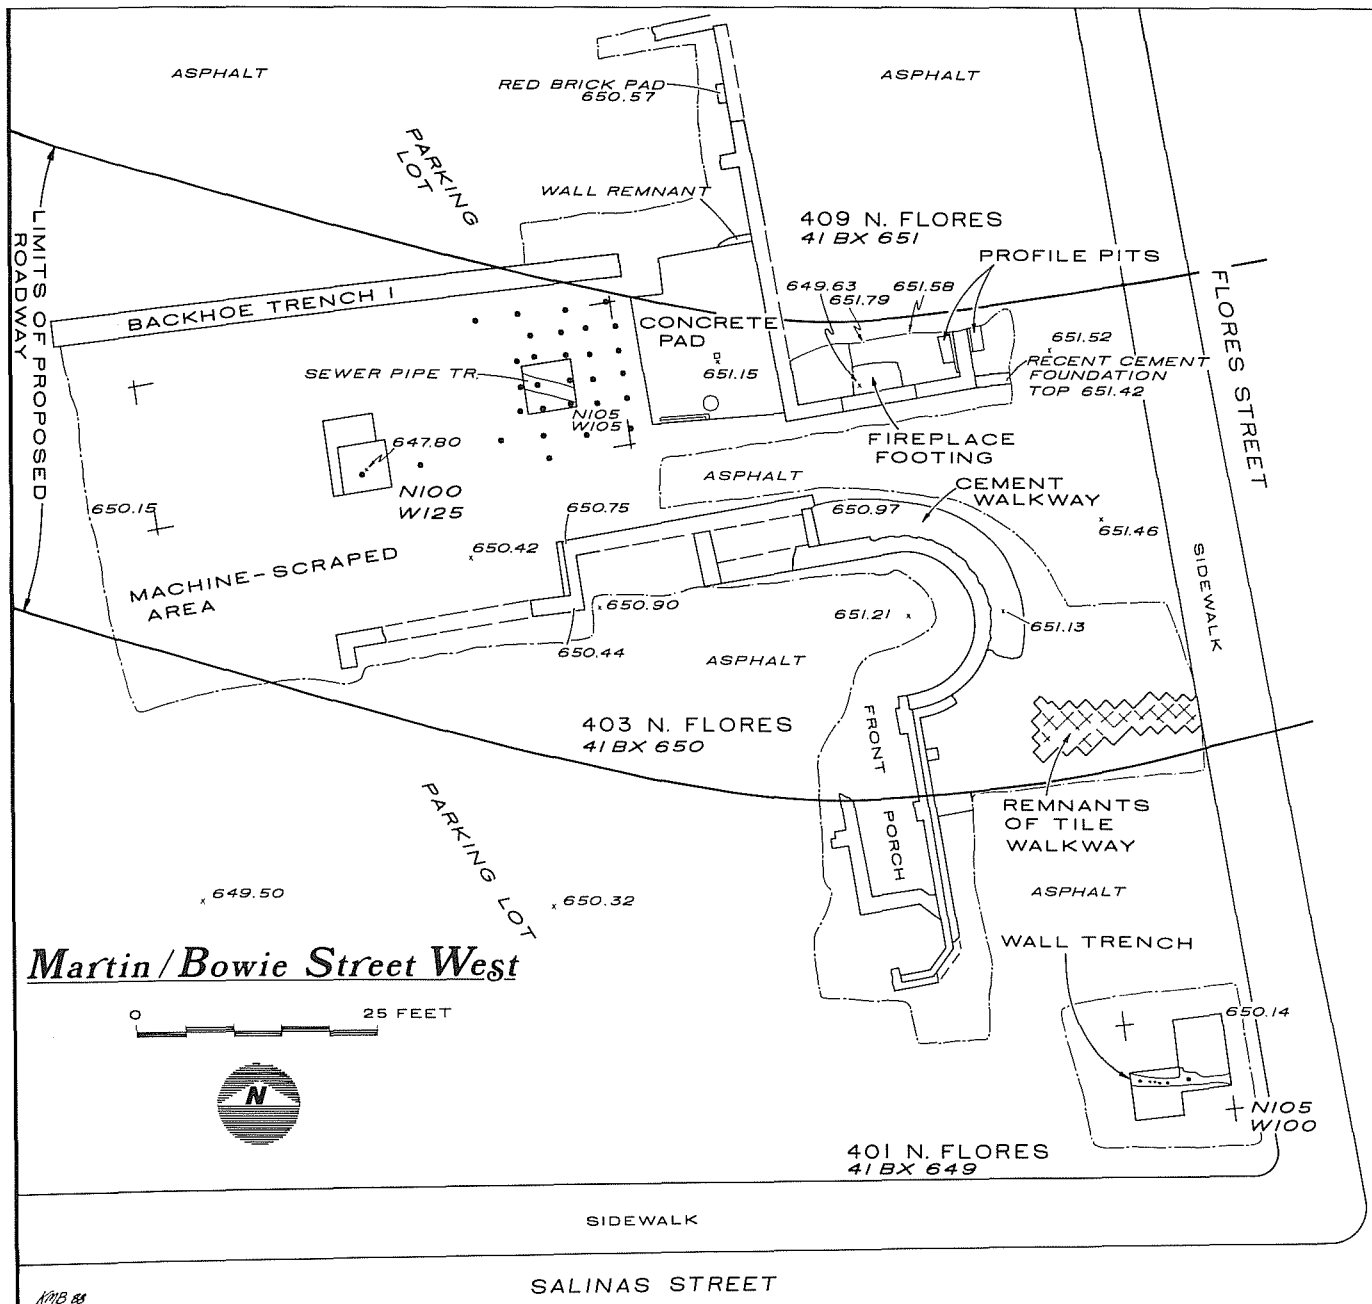 ASPHALT
RED BRICK PAD
650.57
ASPHALT
PARKING
LOT
WALL REMNANT
409 N. FLORES
41 BX 651
PROFILE PITS
LIMITS OF PROPOSED
ROADWAY
BACKHOE TRENCH 1
649.63
651.79
651.58
CONCRETE
PAD
651.15
651.52
RECENT CEMENT
FOUNDATION
TOP 651.42
FLORES STREET
SEWER PIPE TR.
N105
W105
647.80
N100
W125
FIREPLACE
FOOTING
ASPHALT
CEMENT
WALKWAY
650.15
650.75
650.97
651.46
650.42
MACHINE-SCRAPED
AREA
650.90
651.21
651.13
650.44
ASPHALT
SIDEWALK
403 N. FLORES
41 BX 650
FRONT
PORCH
PARKING LOT
REMNANTS
OF TILE
WALKWAY
649.50
650.32
ASPHALT
WALL TRENCH
Martin/Bowie Street West
0
25 FEET
N
650.14
N105
W100
401 N. FLORES
41 BX 649
SIDEWALK
SALINAS STREET
KMB 88